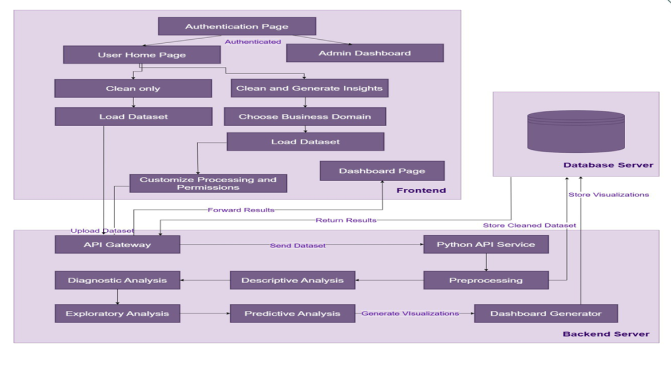 Authentication Page
Authenticated
User Home Page
Admin Dashboard
Clean only
Clean and Generate Insights
Load Dataset
Choose Business Domain
Load Dataset
Customize Processing and
Permissions
Dashboard Page
Frontend
Database Server
Store Visualizations
Forward Results
Return Results
Store Cleaned Dataset
Upload Dataset
API Gateway
Send Dataset
Python API Service
Diagnostic Analysis
Descriptive Analysis
Preprocessing
Exploratory Analysis
Predictive Analysis
Generate Visualizations
Dashboard Generator
Backend Server